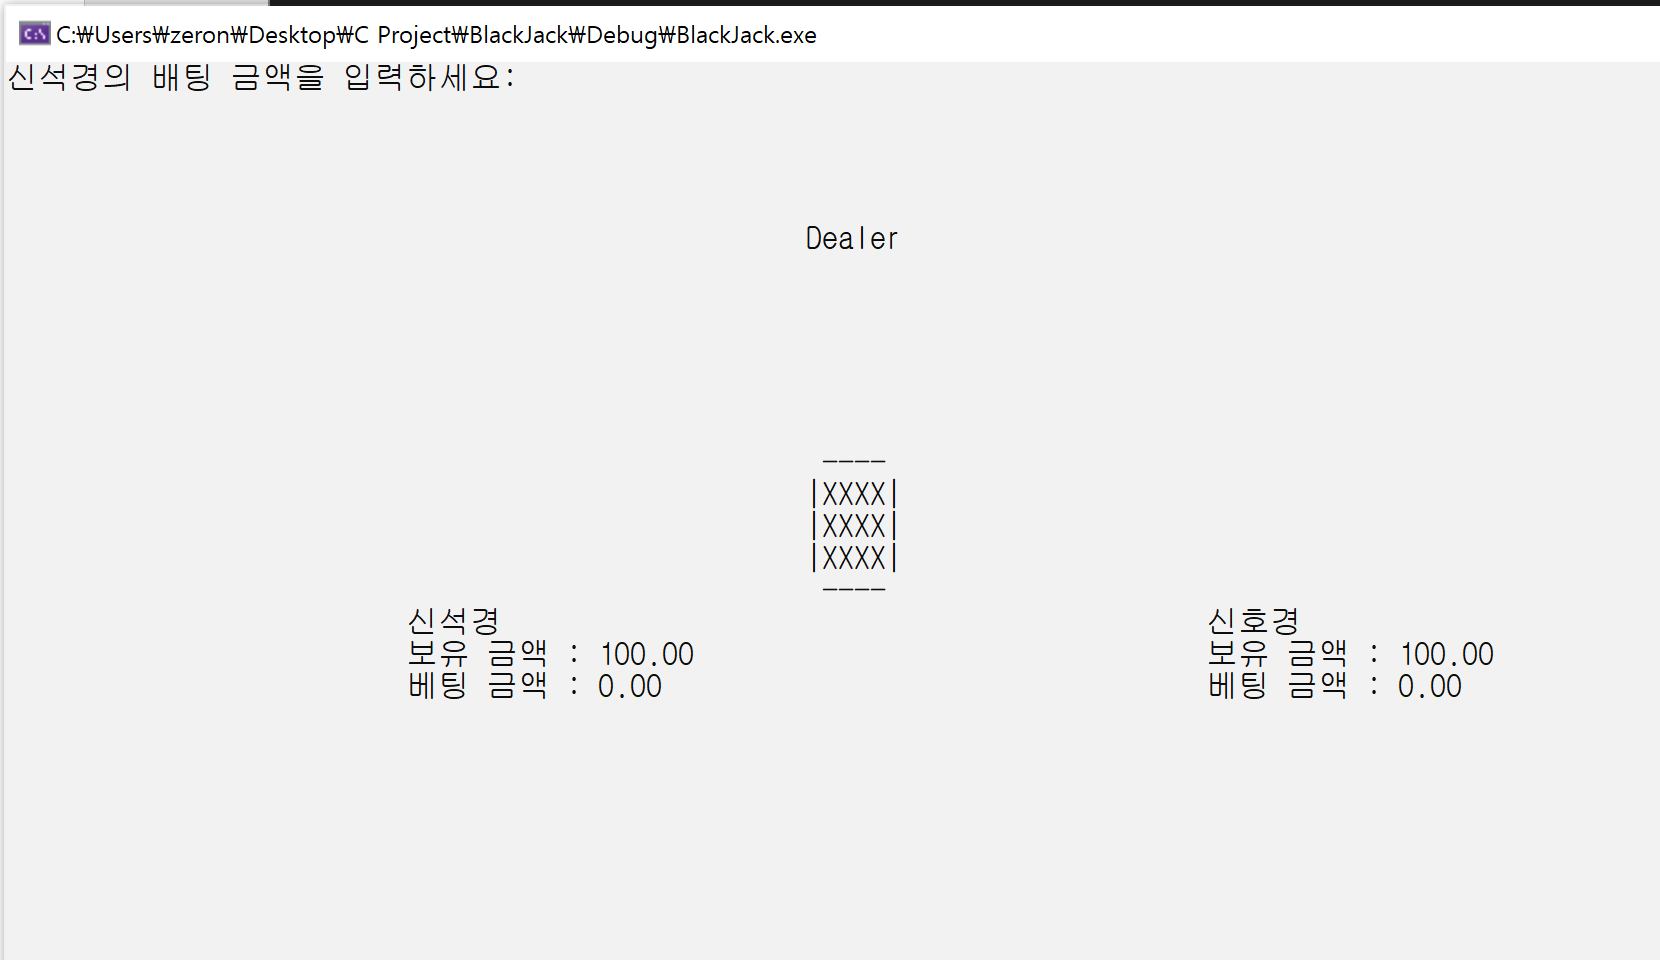 C:₩Users₩zeron₩Desktop₩C Project₩BlackJack₩Debug₩BlackJack.exe
신석경의 배팅 금액을 입력하세요:
Dealer
----
|XXXX|
|XXXX|
|XXXX|
----
신석경
보유 금액 : 100.00
베팅 금액 : 0.00
신호경
보유 금액 : 100.00
베팅 금액 : 0.00